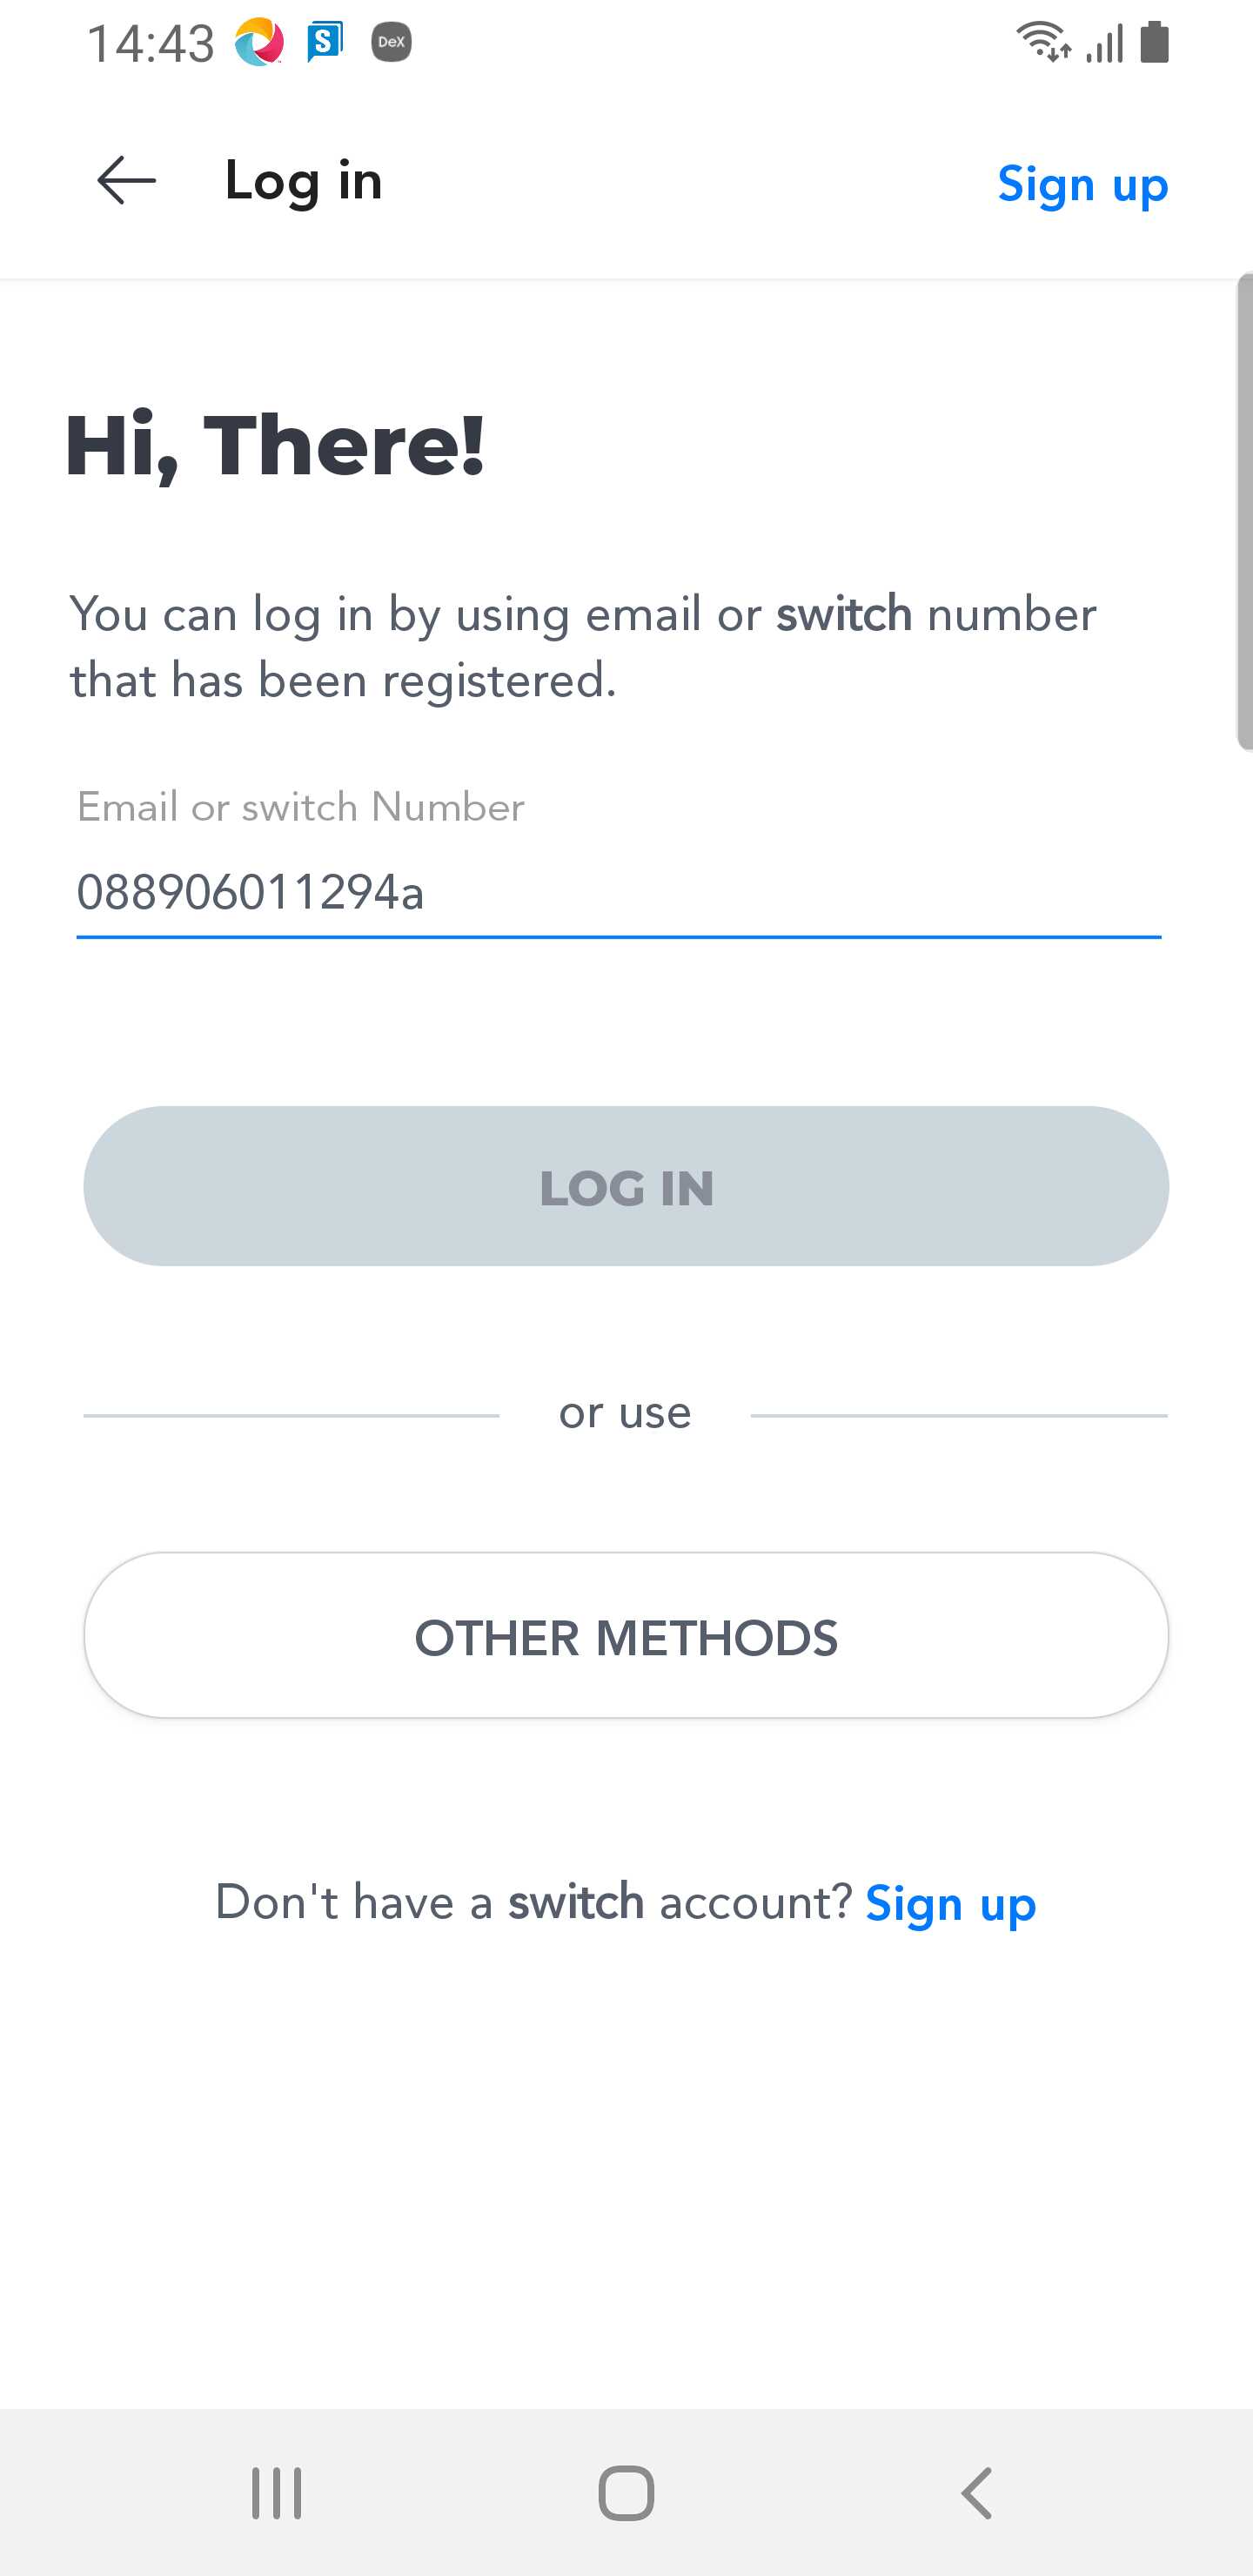 14:43 S DeX
Log in
Sign up
Hi, There!
You can log in by using email or switch number
that has been registered.
Email or switch Number
088906011294a
LOG IN
or use
OTHER METHODS
Don't have a switch account? Sign up